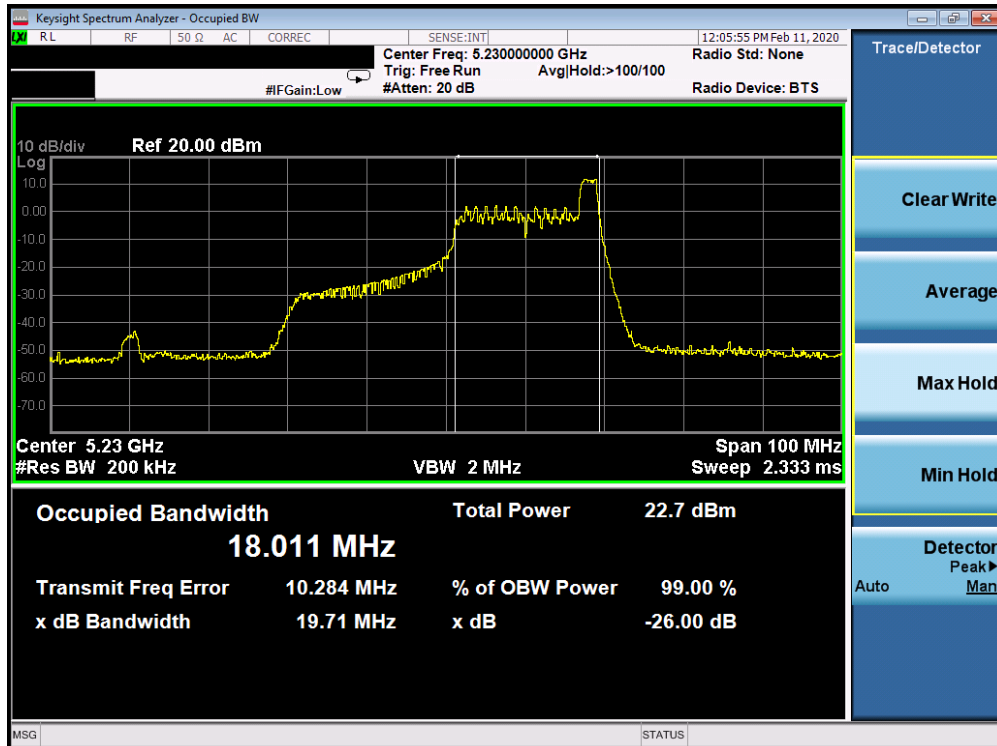 Keysight Spectrum Analyzer - Occupied BW
LXI RL RF 50 Ω AC CORREC SENSE:INT 12:05:55 PM Feb 11, 2020
Center Freq: 5.230000000 GHz Radio Std: None
Trig: Free Run Avg|Hold:>100/100
#IFGain:Low #Atten: 20 dB Radio Device: BTS
Trace/Detector
10 dB/div Ref 20.00 dBm
Log
10.0
0.00
-10.0
-20.0
-30.0
-40.0
-50.0
-60.0
-70.0
Center 5.23 GHz Span 100 MHz
#Res BW 200 kHz VBW 2 MHz Sweep 2.333 ms
Occupied Bandwidth Total Power 22.7 dBm
18.011 MHz
Transmit Freq Error 10.284 MHz % of OBW Power 99.00 %
x dB Bandwidth 19.71 MHz x dB -26.00 dB
Clear Write
Average
Max Hold
Min Hold
Detector
Peak▶
Auto Man
MSG STATUS